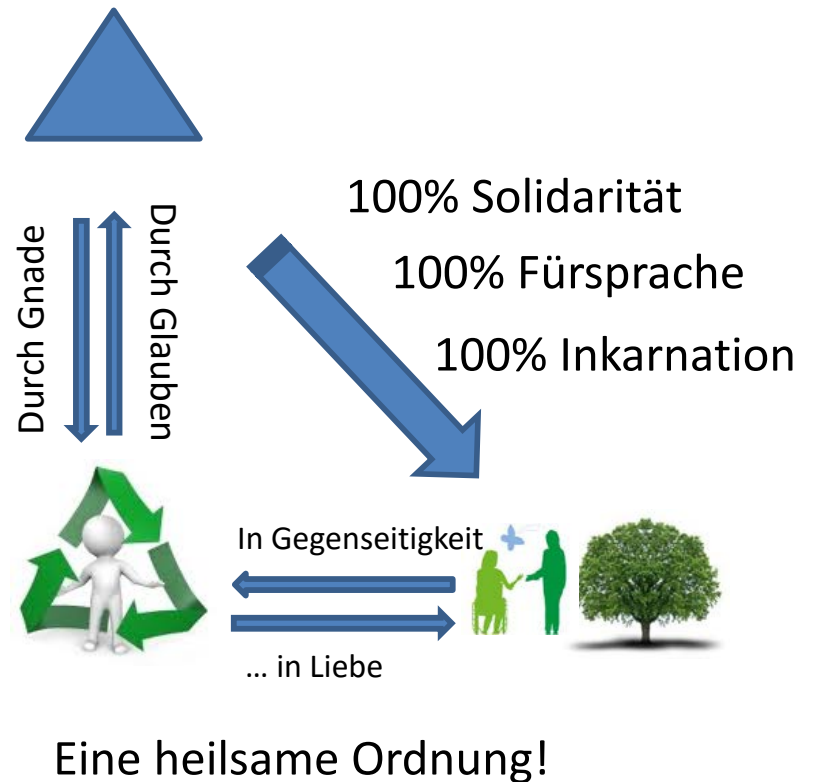 100% Solidarität
100% Fürsprache
100% Inkarnation
Durch Gnade
Durch Glauben
In Gegenseitigkeit
... in Liebe
Eine heilsame Ordnung!